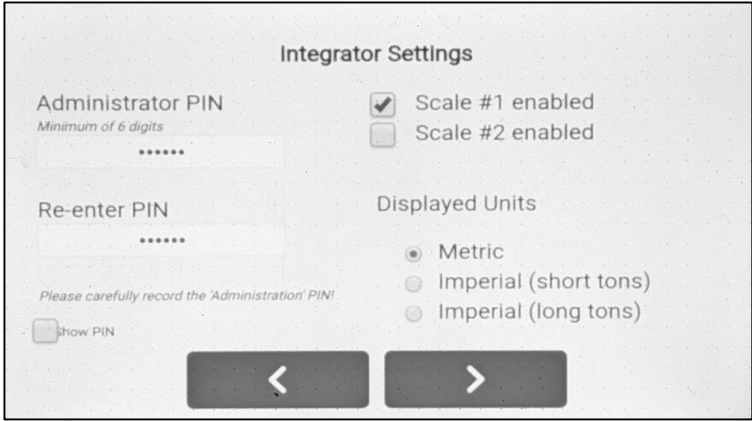 Integrator Settings
Administrator PIN
Minimum of 6 digits
••••••
Re-enter PIN
••••••
Please carefully record the 'Administration' PIN!
Show PIN
Scale #1 enabled
Scale #2 enabled
Displayed Units
Metric
Imperial (short tons)
Imperial (long tons)